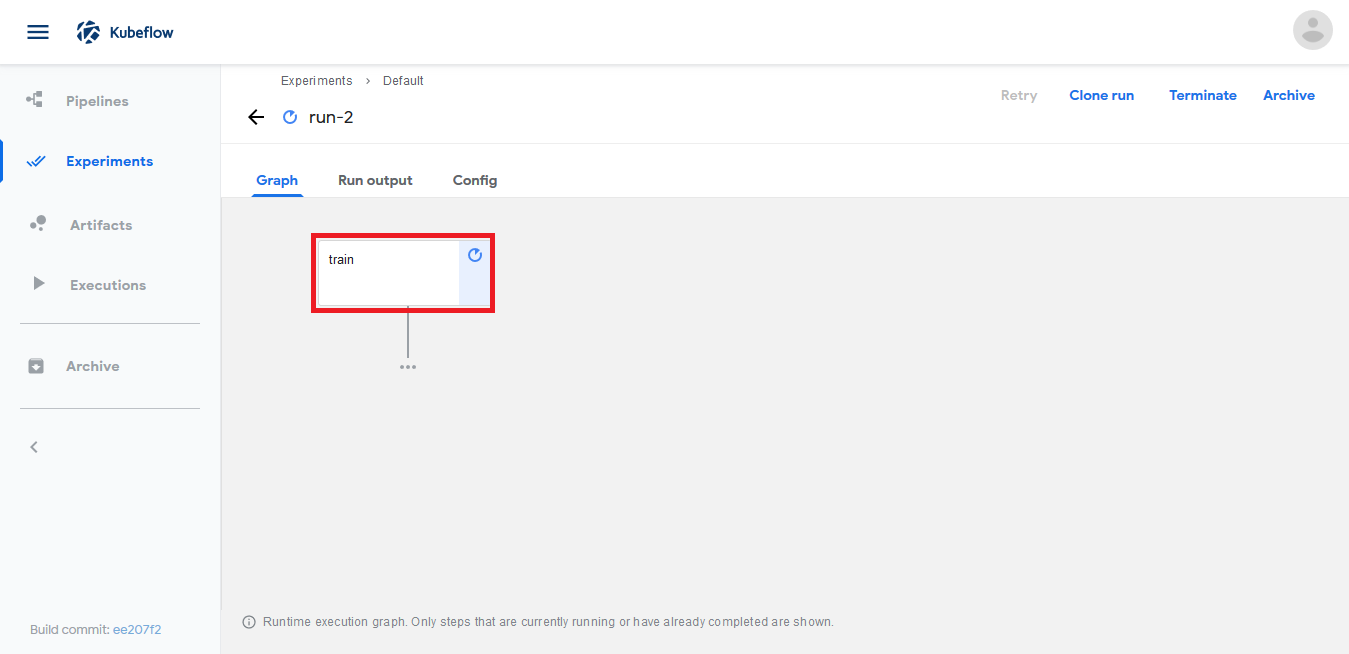 Kubeflow
Pipelines
Experiments
Artifacts
Executions
Archive
Build commit: ee207f2
Experiments > Default
run-2
Retry Clone run Terminate Archive
Graph Run output Config
train
Runtime execution graph. Only steps that are currently running or have already completed are shown.